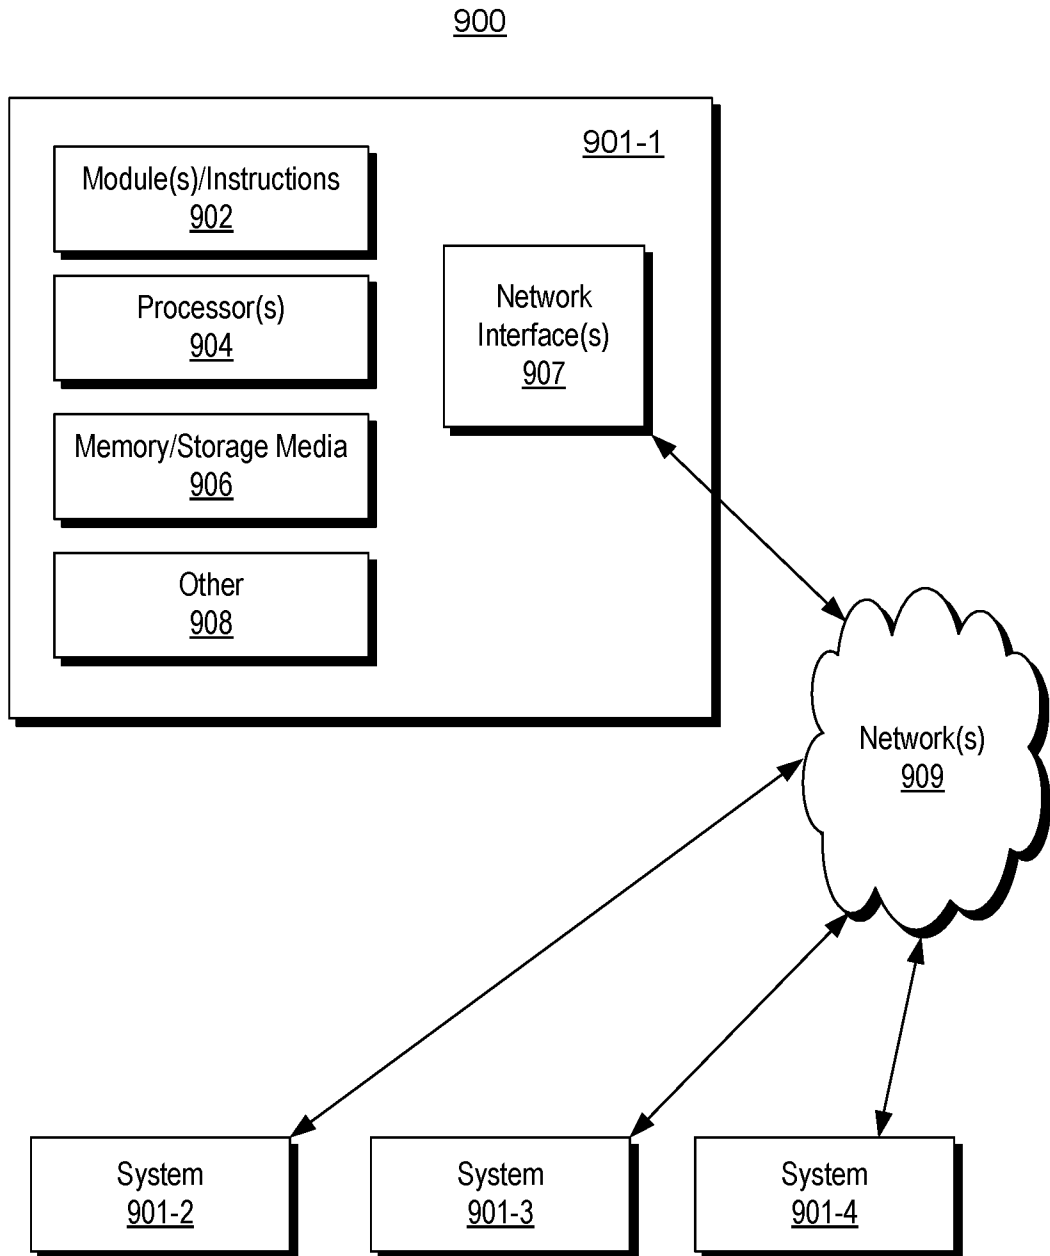 900
901-1
Module(s)/Instructions
902
Processor(s)
904
Memory/Storage Media
906
Other
908
Network
Interface(s)
907
Network(s)
909
System
901-2
System
901-3
System
901-4